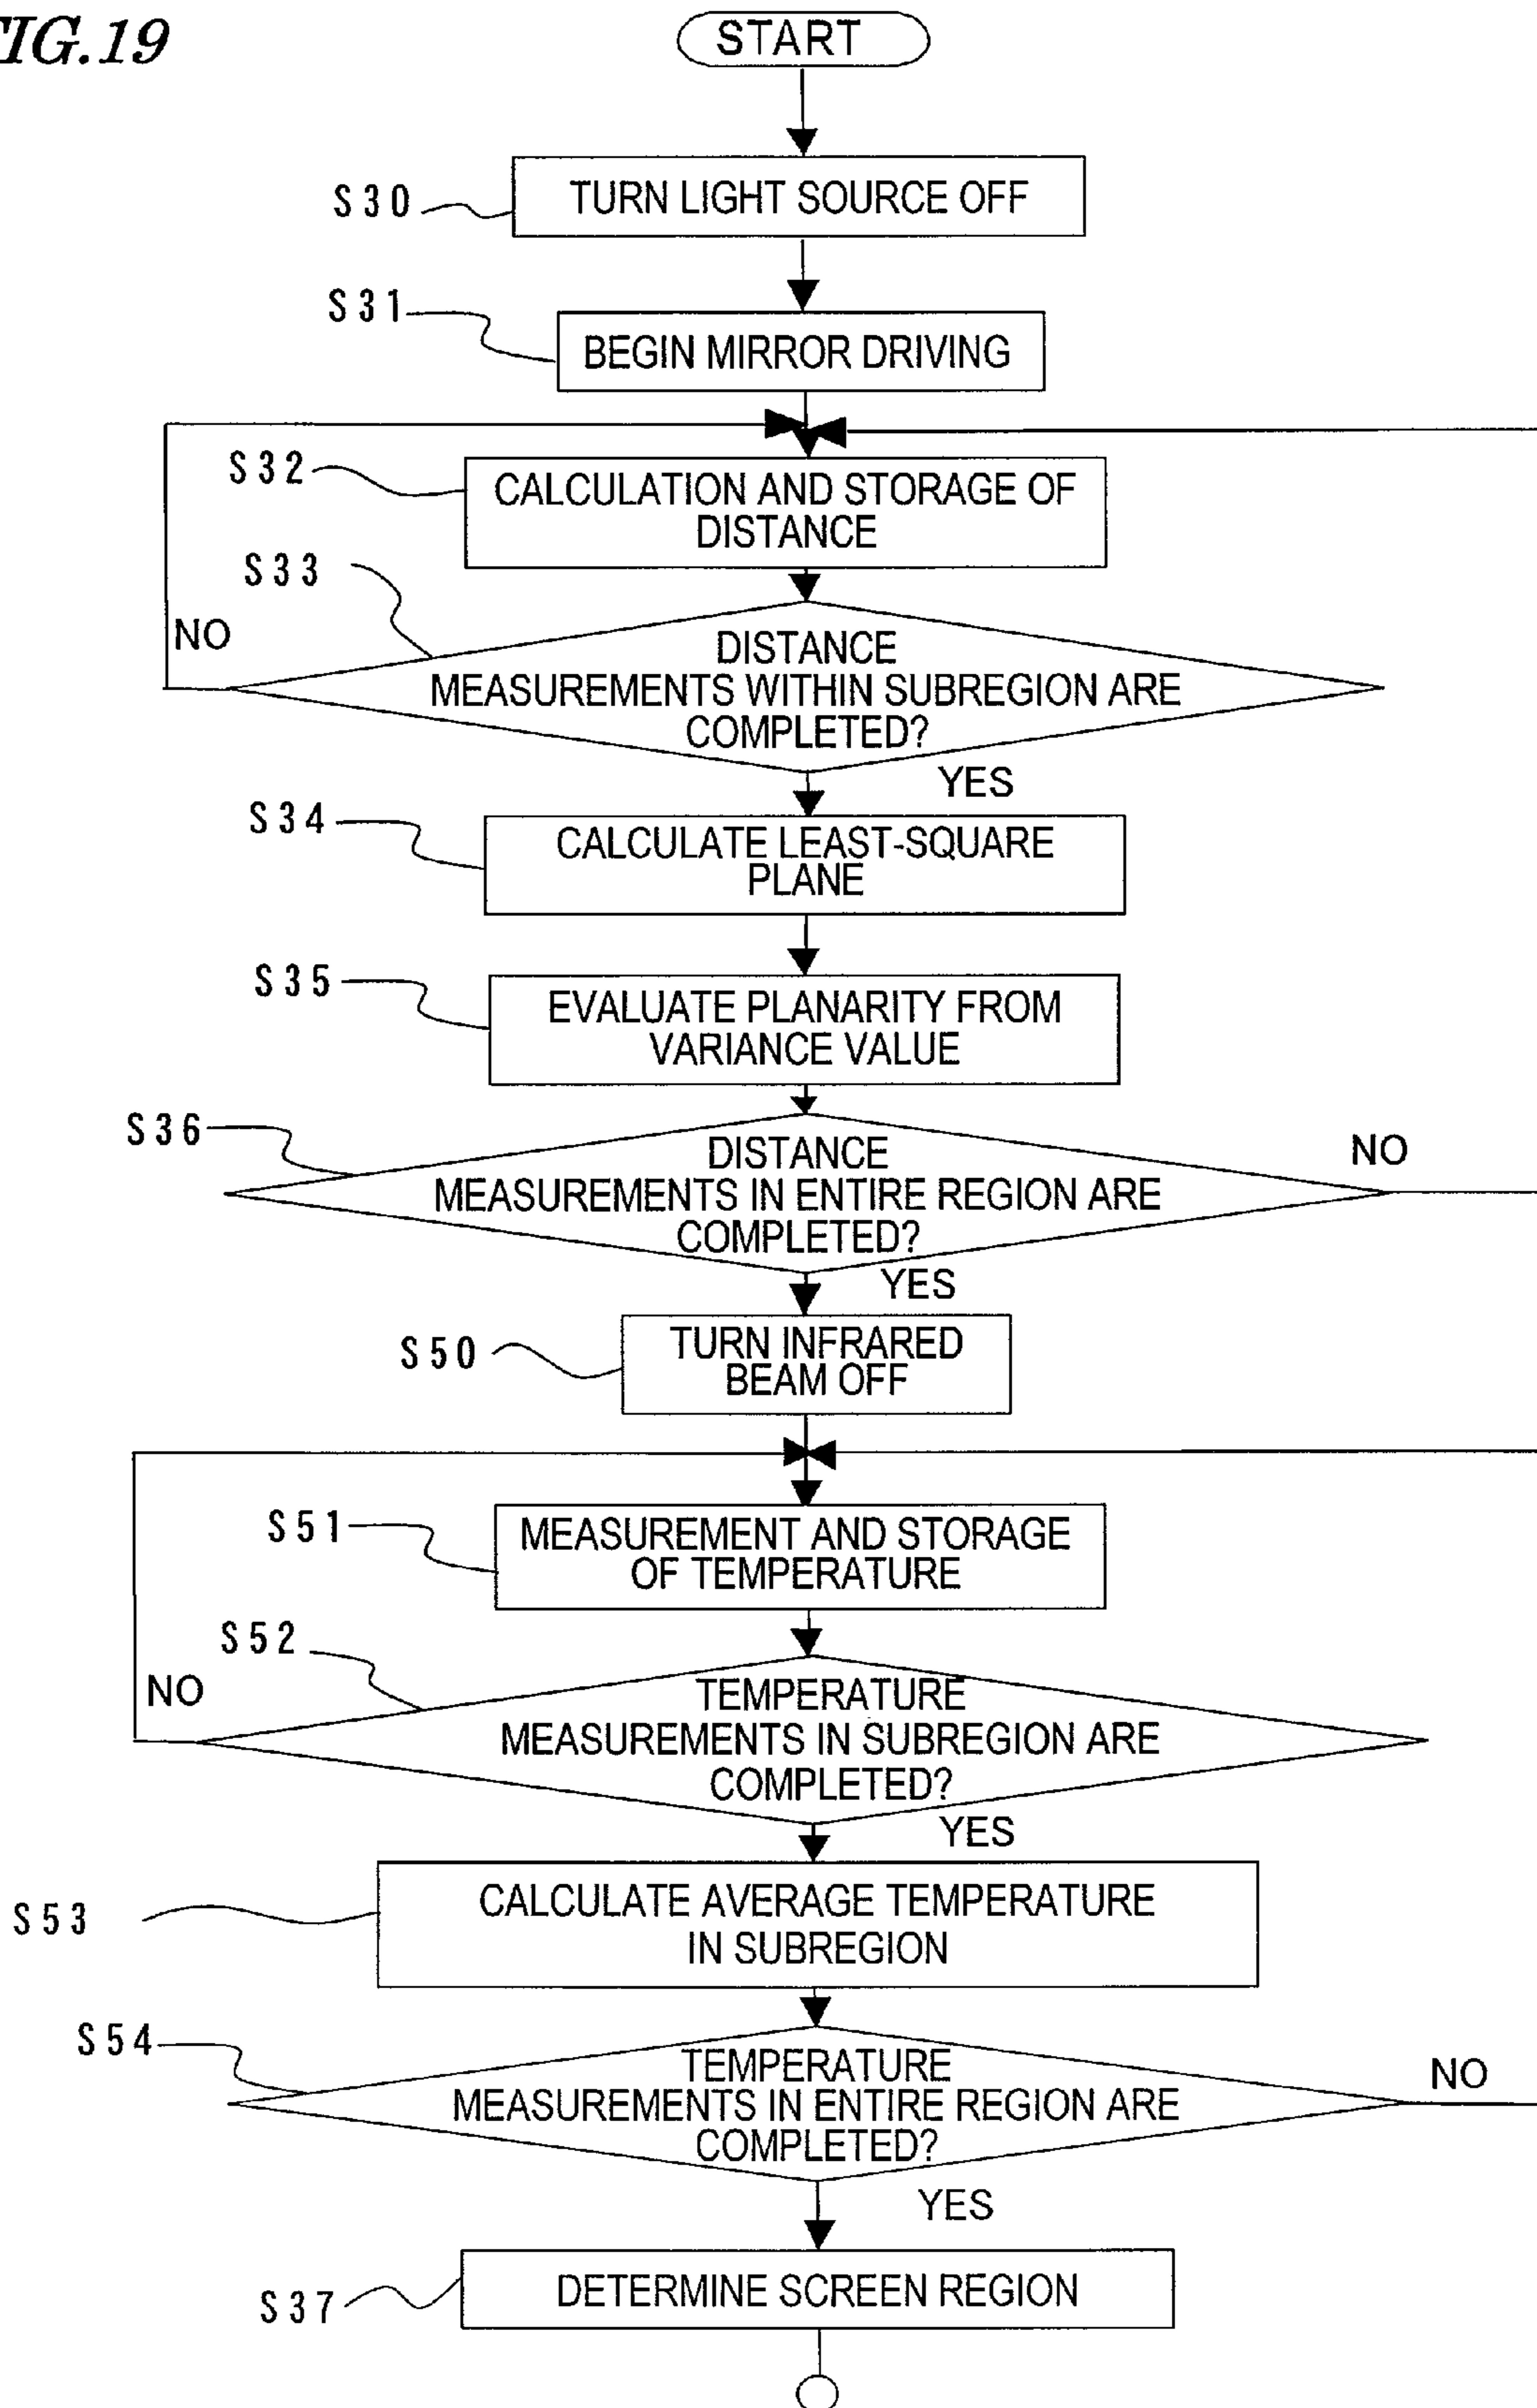 FIG.19
START
S30
TURN LIGHT SOURCE OFF
S31
BEGIN MIRROR DRIVING
S32
CALCULATION AND STORAGE OF
DISTANCE
S33
NO
DISTANCE
MEASUREMENTS WITHIN SUBREGION ARE
COMPLETED?
YES
S34
CALCULATE LEAST-SQUARE
PLANE
S35
EVALUATE PLANARITY FROM
VARIANCE VALUE
S36
DISTANCE
MEASUREMENTS IN ENTIRE REGION ARE
COMPLETED?
NO
YES
S50
TURN INFRARED
BEAM OFF
S51
MEASUREMENT AND STORAGE
OF TEMPERATURE
S52
NO
TEMPERATURE
MEASUREMENTS IN SUBREGION ARE
COMPLETED?
YES
S53
CALCULATE AVERAGE TEMPERATURE
IN SUBREGION
S54
TEMPERATURE
MEASUREMENTS IN ENTIRE REGION ARE
COMPLETED?
NO
YES
S37
DETERMINE SCREEN REGION